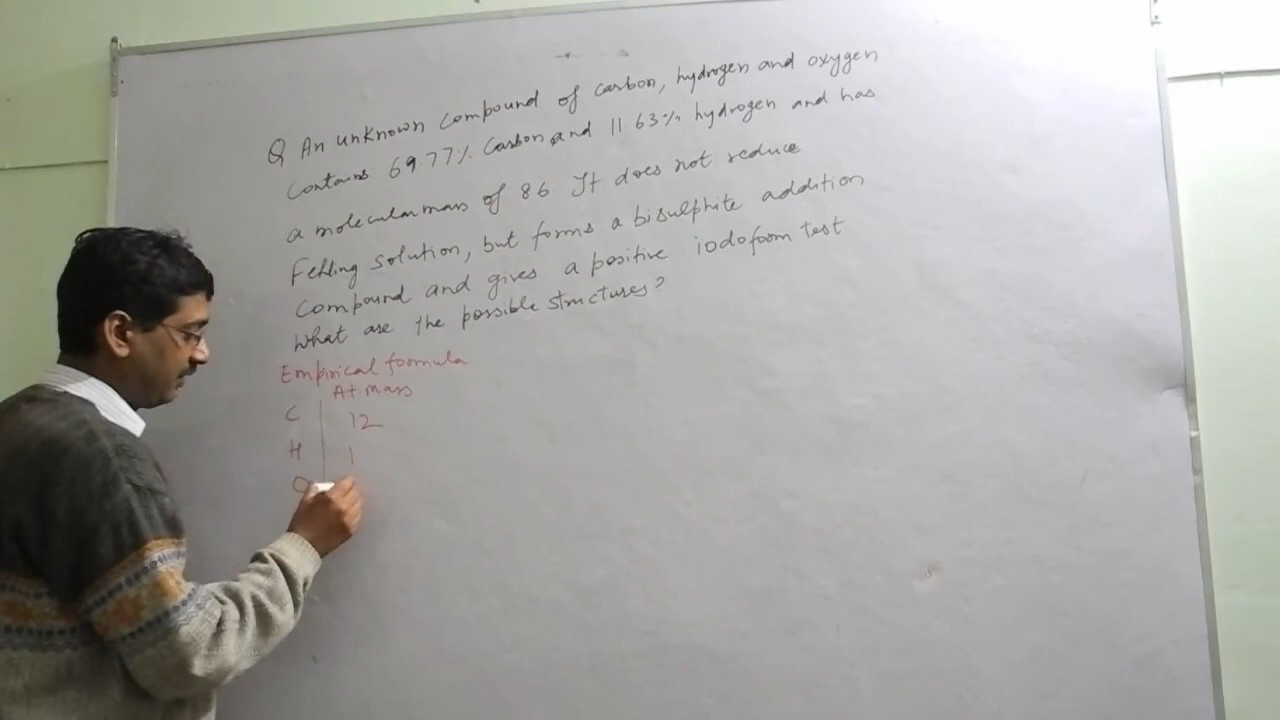 Q An unknown compound of carbon, hydrogen and oxygen
contains 69.77% Carbon and 11.63% hydrogen and has
a molecular mass of 86. It does not reduce
Fehling solution, but forms a bisulphite addition
compound and gives a positive iodoform test
What are the possible structures?
Empirical formula
At. mass
C 12
H 1
O